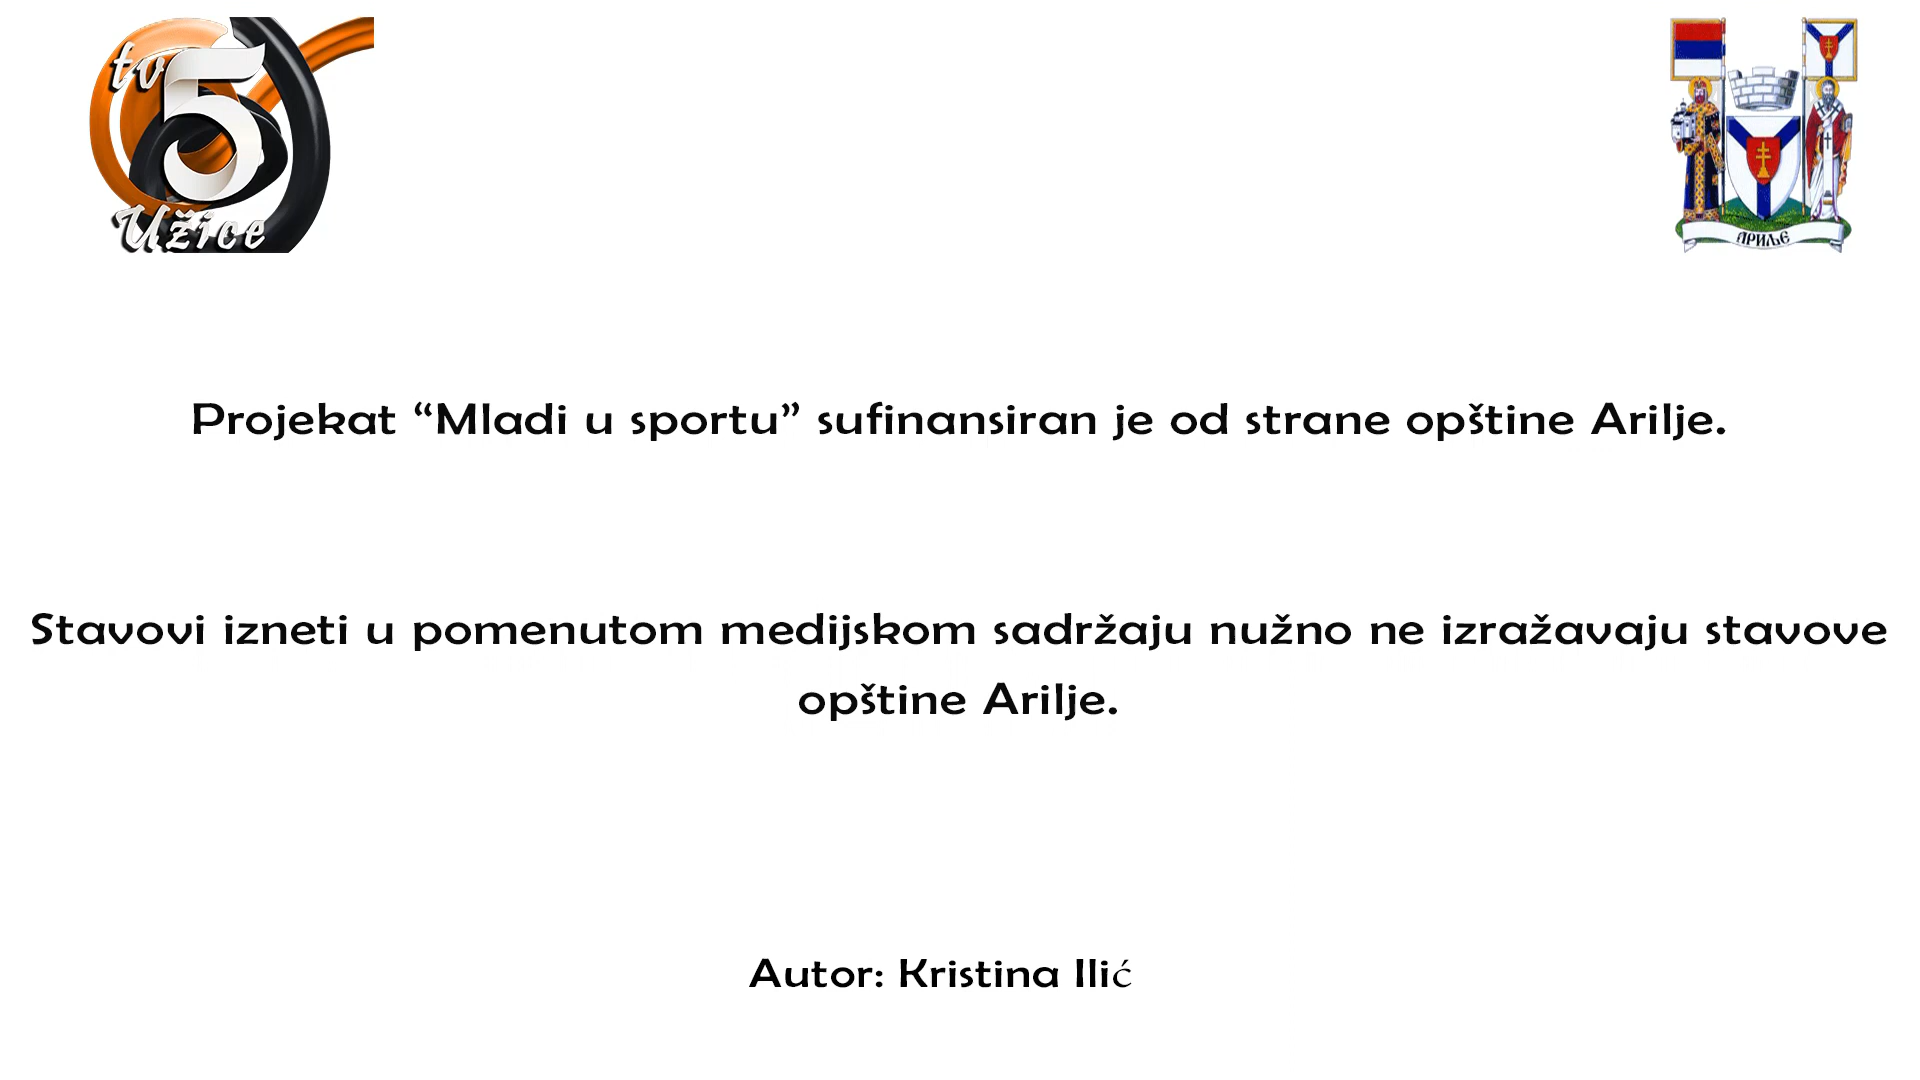 tv
5
Užice
АРИЉЕ
Projekat “Mladi u sportu” sufinansiran je od strane opštine Arilje.
Stavovi izneti u pomenutom medijskom sadržaju nužno ne izražavaju stavove
opštine Arilje.
Autor: Kristina Ilić